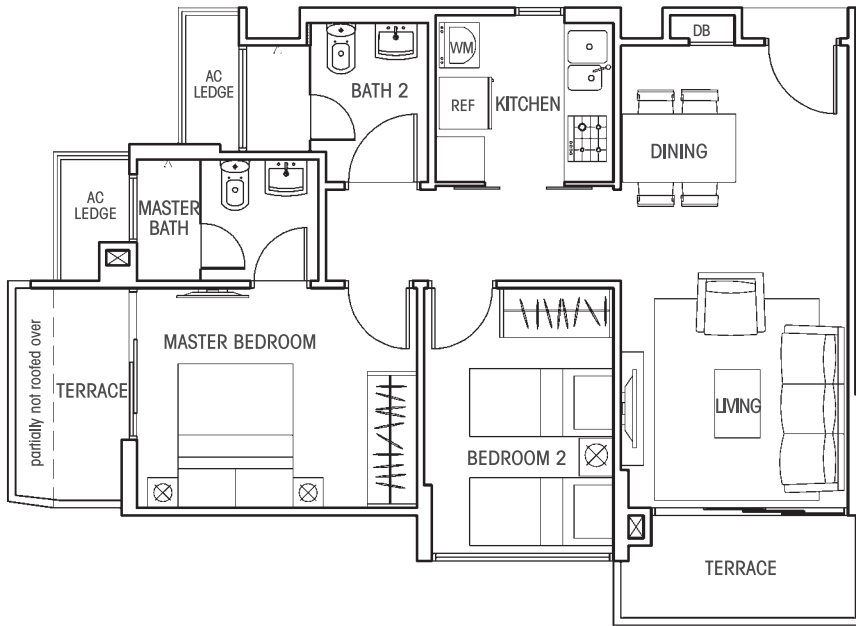 DB
WM
AC
LEDGE
BATH 2
REF
KITCHEN
DINING
AC
LEDGE
MASTER
BATH
MASTER BEDROOM
partially not roofed over
TERRACE
LIVING
BEDROOM 2
TERRACE